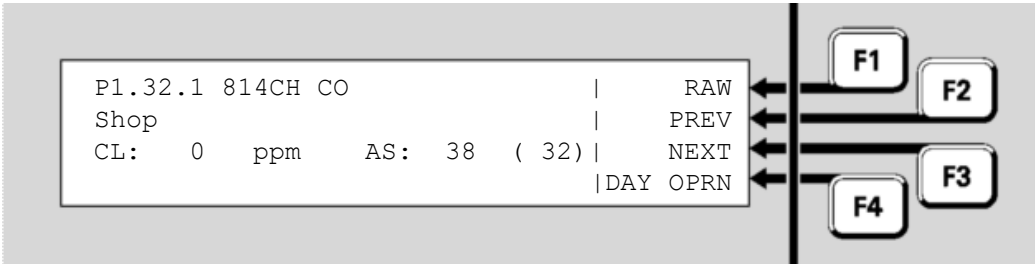 P1.32.1 814CH CO | RAW
Shop | PREV
CL: 0 ppm AS: 38 ( 32)| NEXT
|DAY OPRN
F1
F2
F3
F4